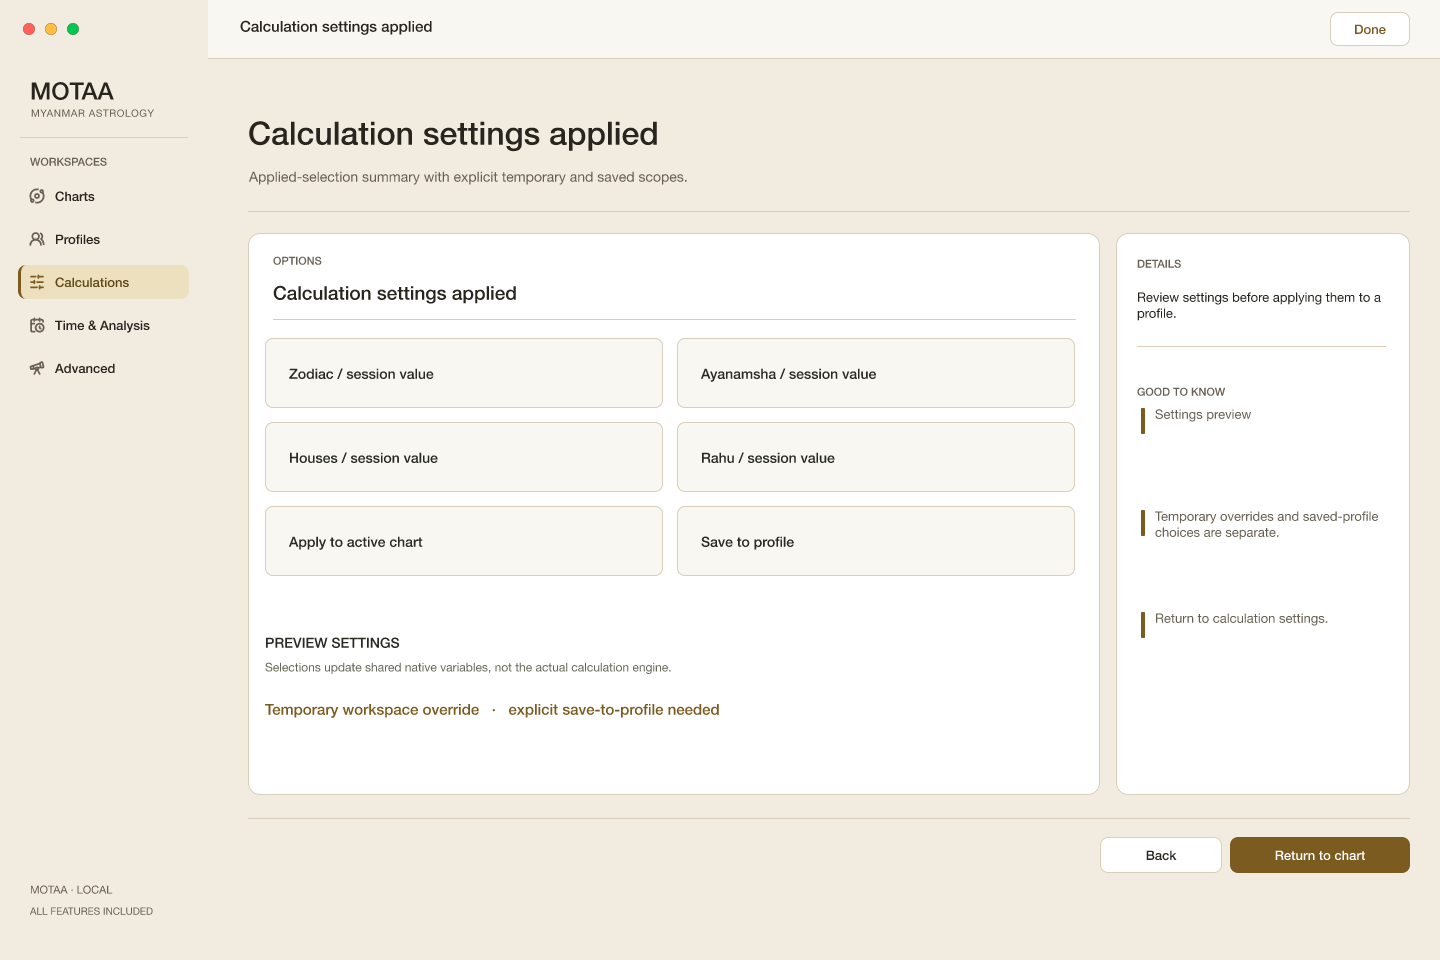 Calculation settings applied
Done
MOTAA
MYANMAR ASTROLOGY
WORKSPACES
Charts
Profiles
Calculations
Time & Analysis
Advanced
MOTAA · LOCAL
ALL FEATURES INCLUDED
Calculation settings applied
Applied-selection summary with explicit temporary and saved scopes.
OPTIONS
Calculation settings applied
Zodiac / session value
Ayanamsha / session value
Houses / session value
Rahu / session value
Apply to active chart
Save to profile
PREVIEW SETTINGS
Selections update shared native variables, not the actual calculation engine.
Temporary workspace override · explicit save-to-profile needed
DETAILS
Review settings before applying them to a
profile.
GOOD TO KNOW
Settings preview
Temporary overrides and saved-profile
choices are separate.
Return to calculation settings.
Back
Return to chart